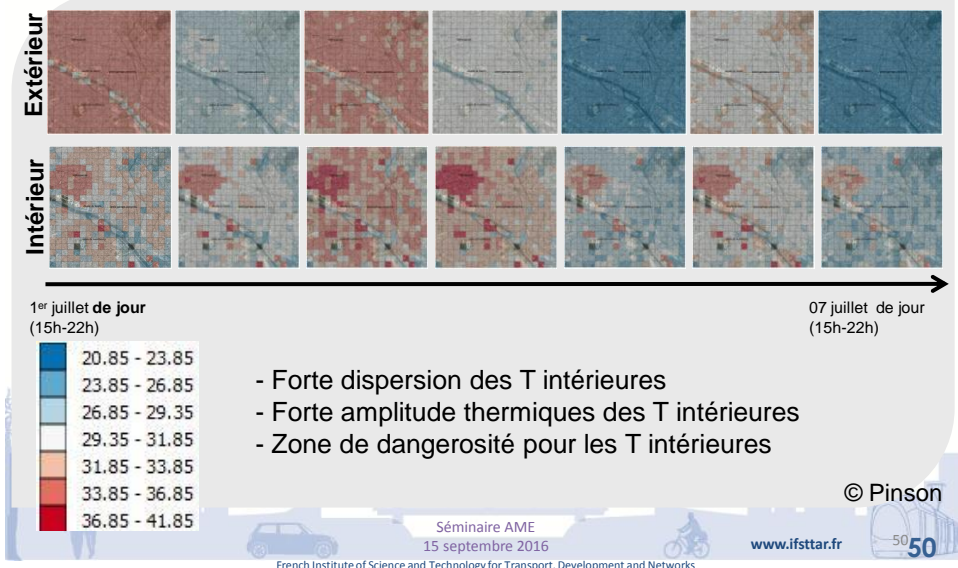 Extérieur
Intérieur
1er juillet de jour
(15h-22h)
07 juillet de jour
(15h-22h)
20.85 - 23.85
23.85 - 26.85
26.85 - 29.35
29.35 - 31.85
31.85 - 33.85
33.85 - 36.85
36.85 - 41.85
- Forte dispersion des T intérieures
- Forte amplitude thermiques des T intérieures
- Zone de dangerosité pour les T intérieures
© Pinson
Séminaire AME
15 septembre 2016
www.ifsttar.fr
50
50
French Institute of Science and Technology for Transport, Development and Networks